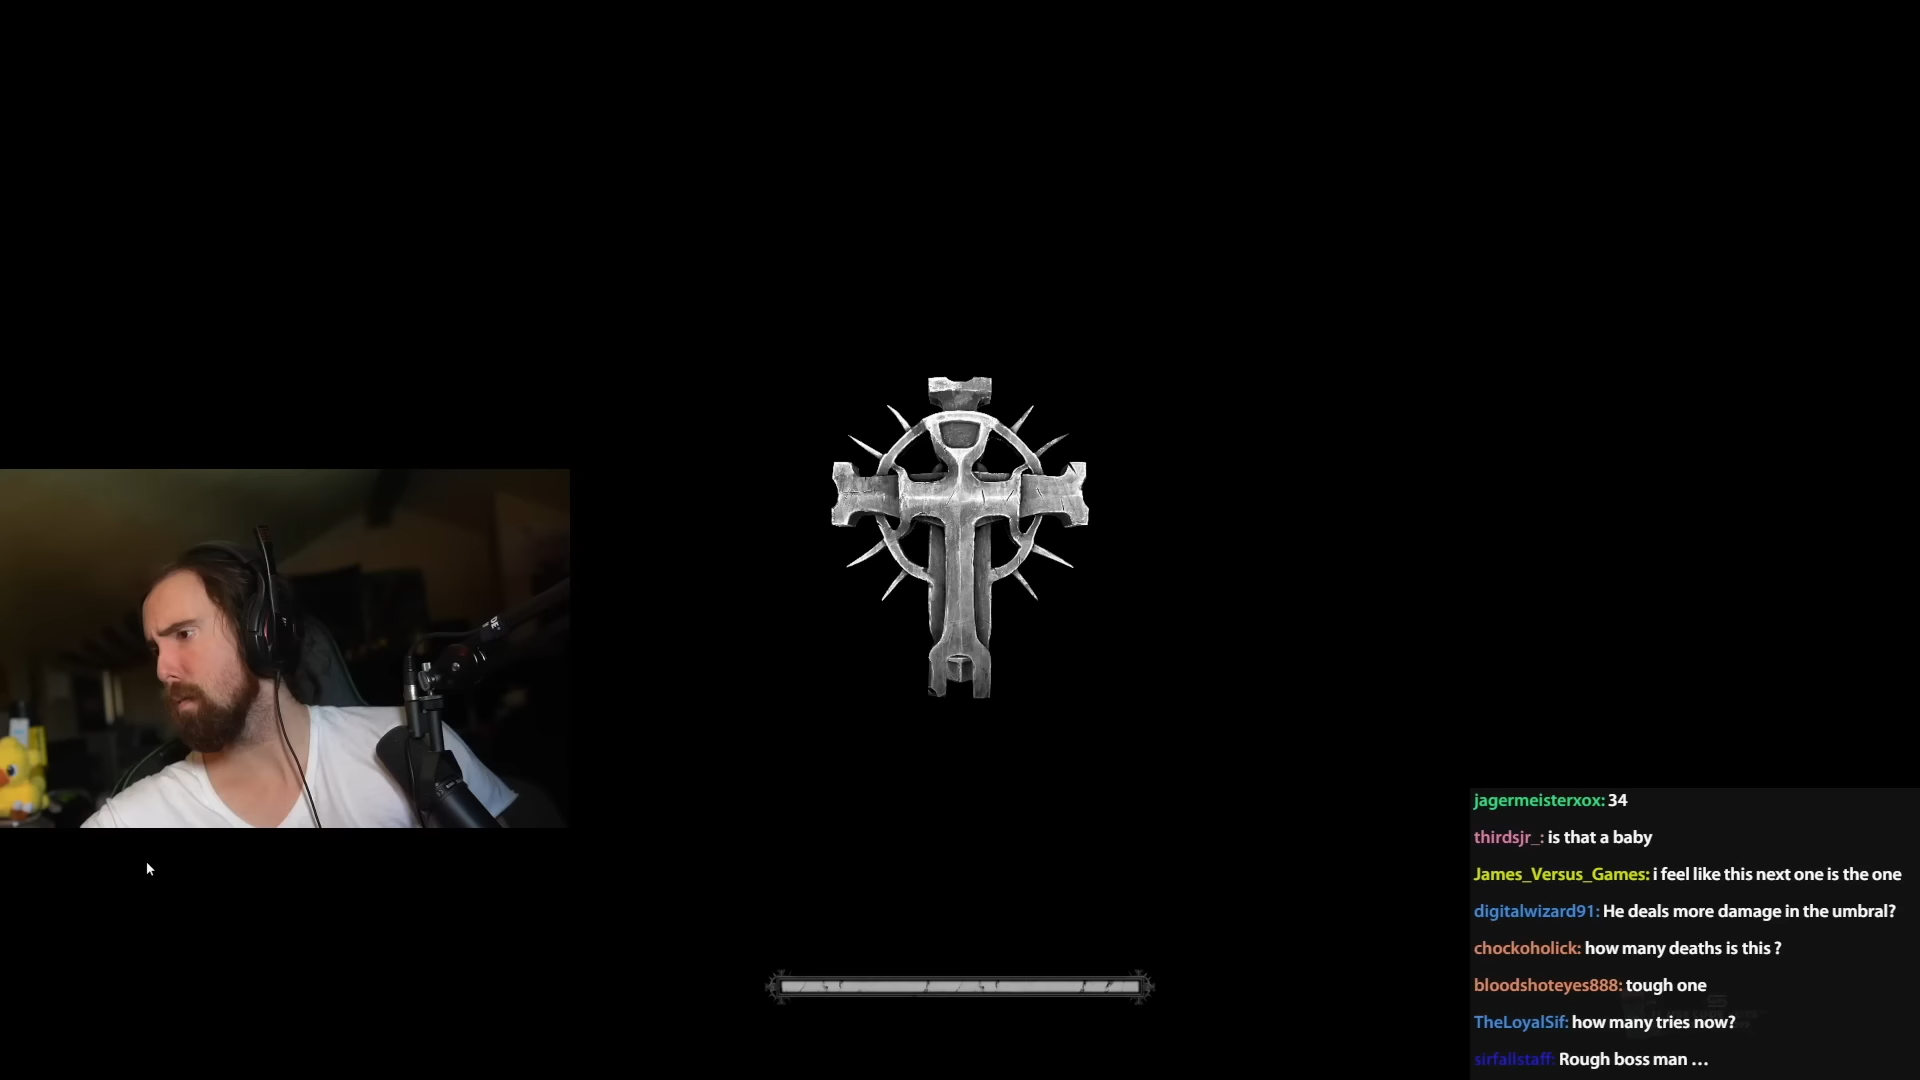 jagermeisterxox: 34
thirdsjr_: is that a baby
James_Versus_Games: i feel like this next one is the one
digitalwizard91: He deals more damage in the umbral?
chockoholick: how many deaths is this ?
bloodshoteyes888: tough one
TheLoyalSif: how many tries now?
sirfallstaff: Rough boss man …